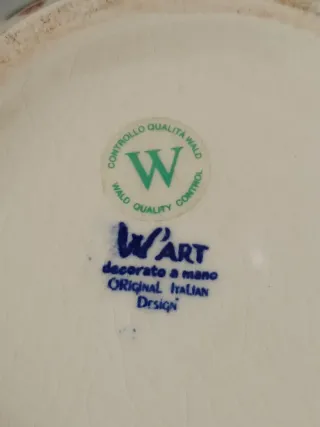 CONTROLLO QUALITA WALD
W
WALD QUALITY CONTROL
W'ART
decorato a mano
ORIGINAL ITALIAN
DESIGN